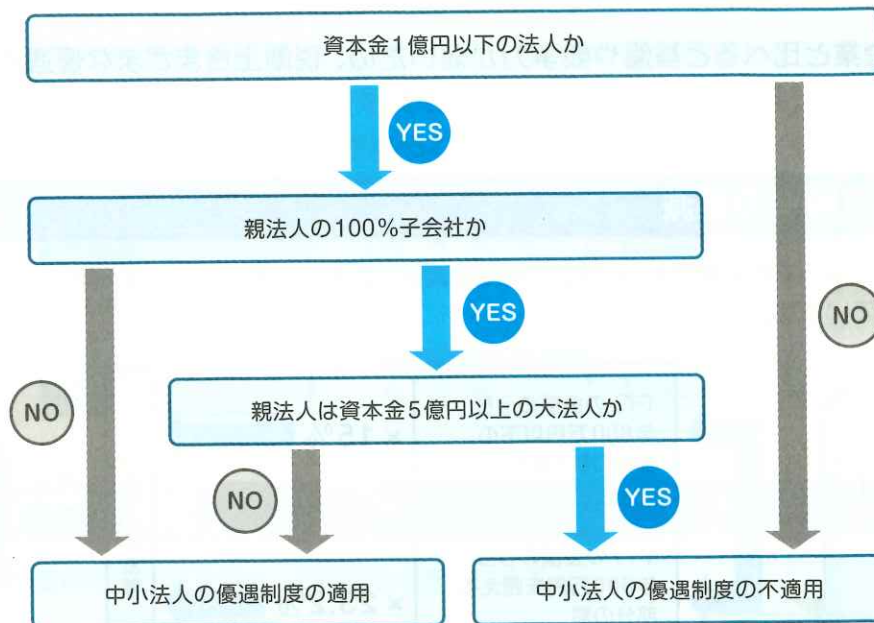 資本金1億円以下の法人か
YES
親法人の100%子会社か
YES
NO
NO
親法人は資本金5億円以上の大法人か
NO
YES
中小法人の優遇制度の適用
中小法人の優遇制度の不適用